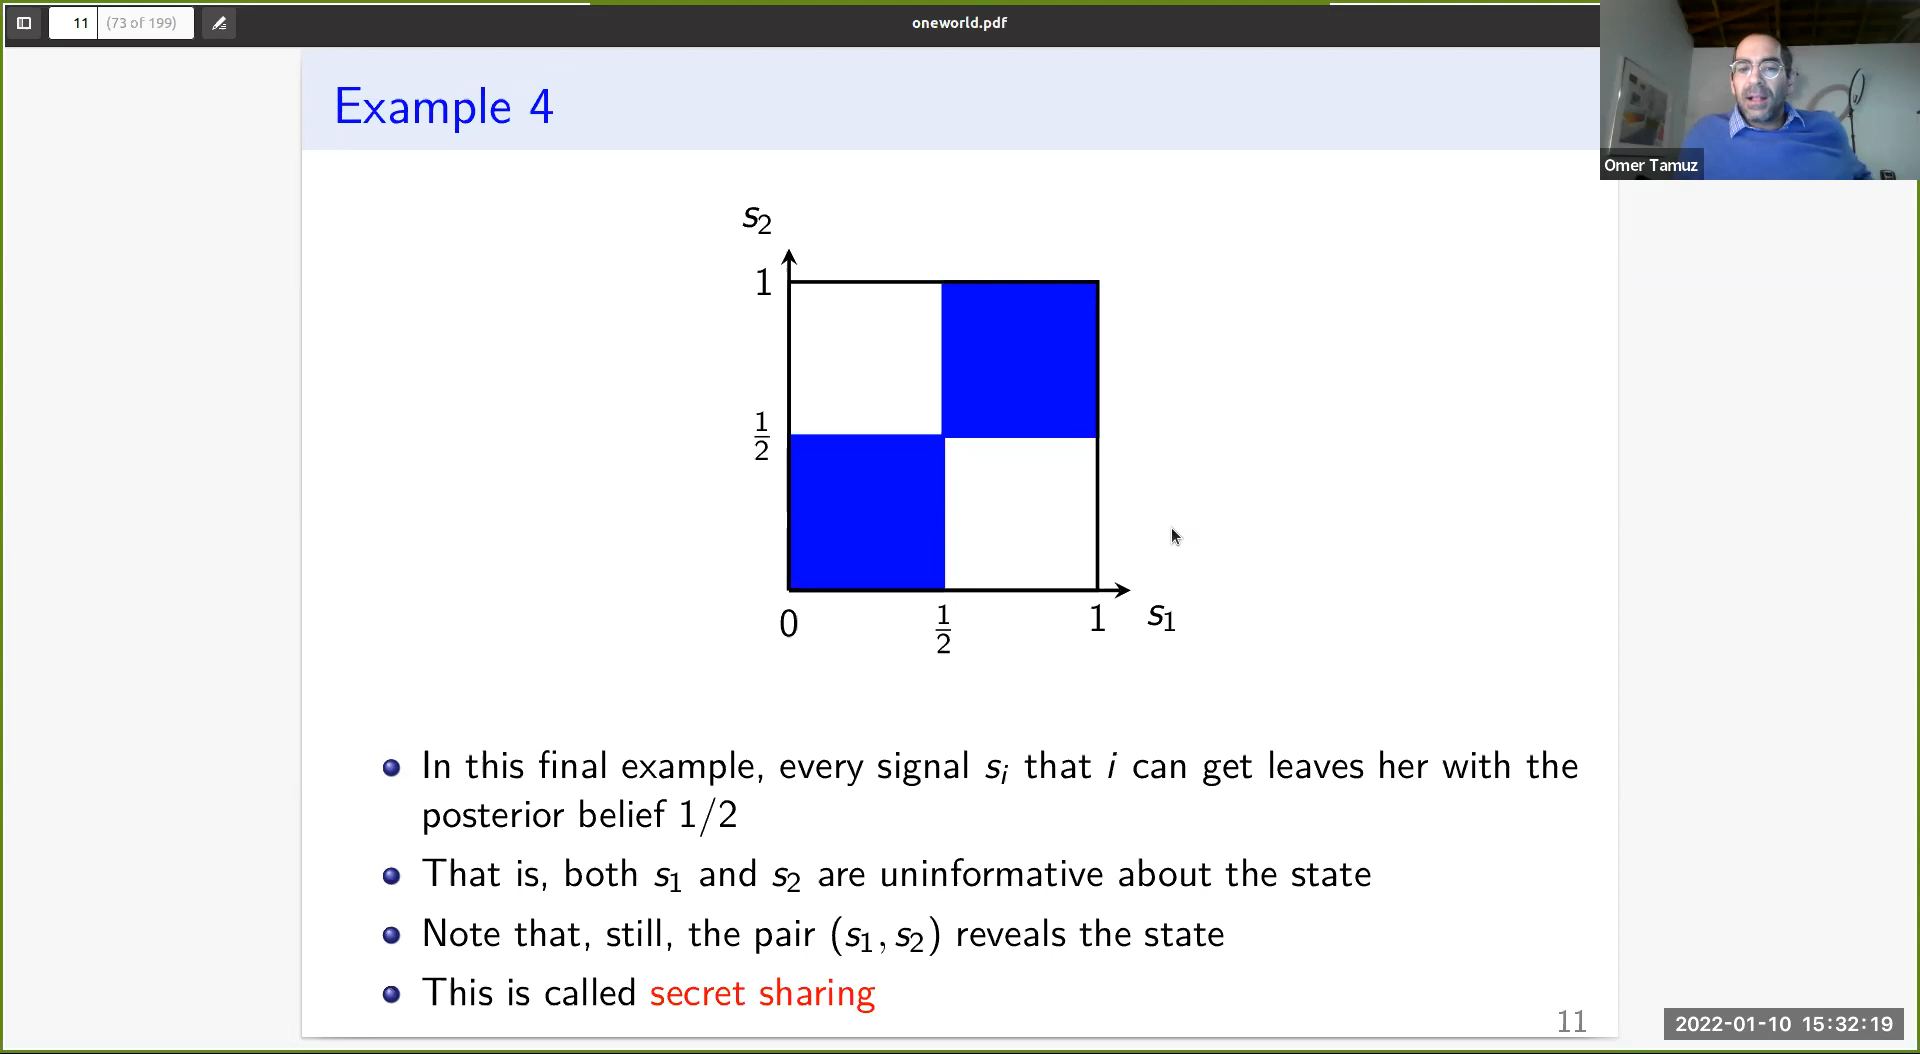 11 (73 of 199)
oneworld.pdf
Omer Tamuz
Example 4
s₂
1
1/2
0
1/2
1
s₁
In this final example, every signal sᵢ that i can get leaves her with the
posterior belief 1/2
That is, both s₁ and s₂ are uninformative about the state
Note that, still, the pair (s₁, s₂) reveals the state
This is called secret sharing
11
2022-01-10 15:32:19